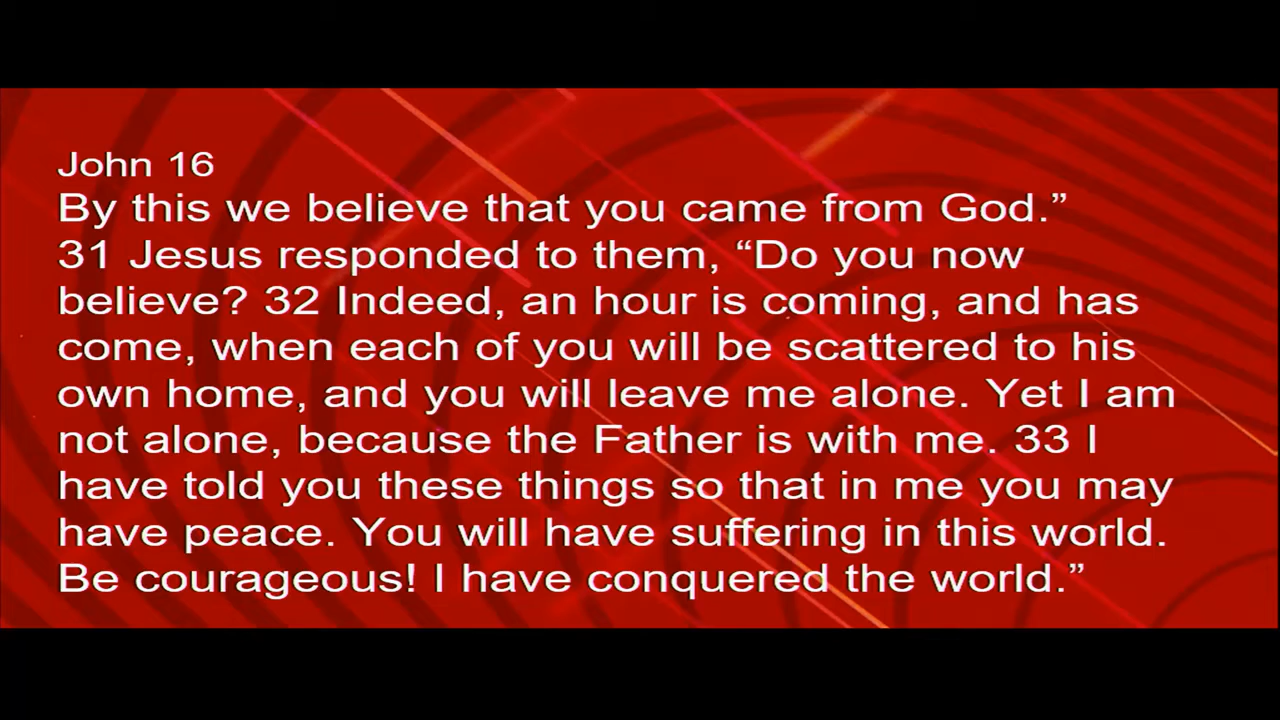 John 16
By this we believe that you came from God.”
31 Jesus responded to them, “Do you now
believe? 32 Indeed, an hour is coming, and has
come, when each of you will be scattered to his
own home, and you will leave me alone. Yet I am
not alone, because the Father is with me. 33 I
have told you these things so that in me you may
have peace. You will have suffering in this world.
Be courageous! I have conquered the world.”